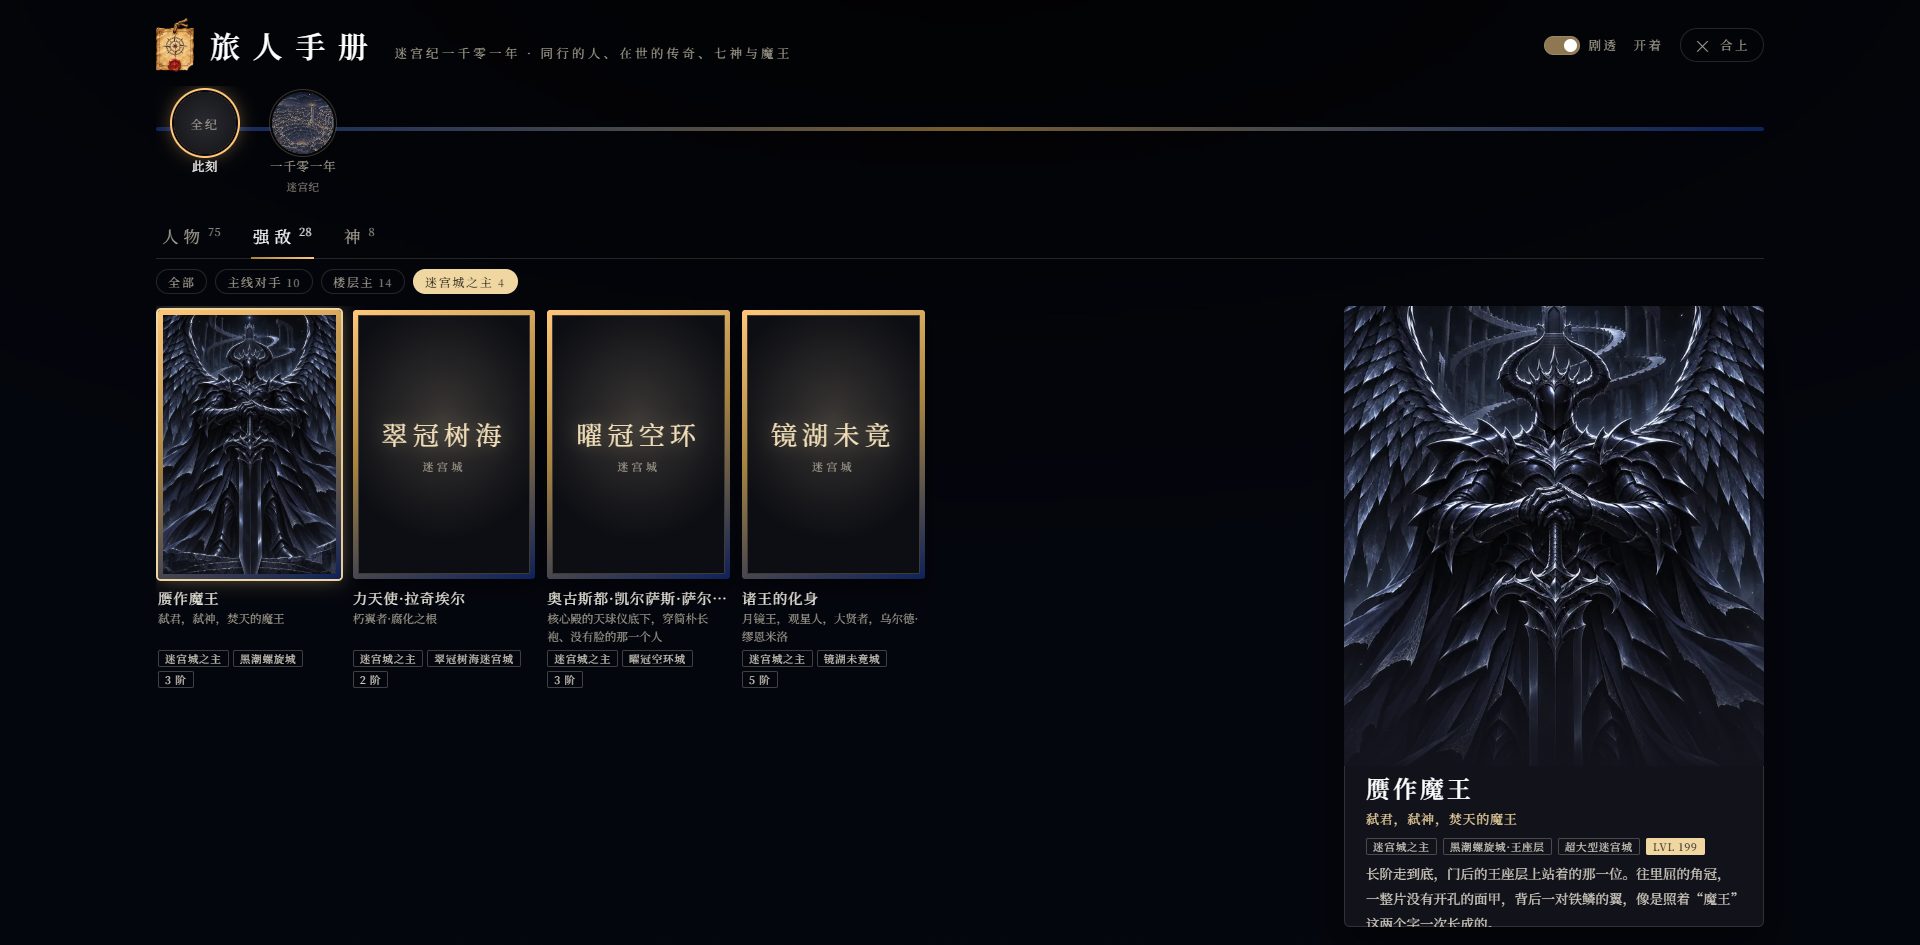 旅人手册
迷宫纪一千零一年 · 同行的人、在世的传奇、七神与魔王
剧透 开着
合上
全纪
此刻
一千零一年
迷宫纪
人物 75
强敌 28
神 8
全部
主线对手 10
楼层主 14
迷宫城之主 4
翠冠树海
迷宫城
曜冠空环
迷宫城
镜湖未竟
迷宫城
赝作魔王
弑君，弑神，焚天的魔王
迷宫城之主 黑潮螺旋城
3 阶
力天使·拉奇埃尔
朽翼者·腐化之根
迷宫城之主 翠冠树海迷宫城
2 阶
奥古斯都·凯尔萨斯·萨尔…
核心殿的天球仪底下，穿简朴长
袍、没有脸的那一个人
迷宫城之主 曜冠空环城
3 阶
诸王的化身
月镜王，观星人，大贤者，乌尔德·
缪恩米洛
迷宫城之主 镜湖未竟城
5 阶
赝作魔王
弑君，弑神，焚天的魔王
迷宫城之主 黑潮螺旋城·王座层 超大型迷宫城 LVL 199
长阶走到底，门后的王座层上站着的那一位。往里屈的角冠，
一整片没有开孔的面甲，背后一对铁鳞的翼，像是照着“魔王”
这两个字一次长成的。